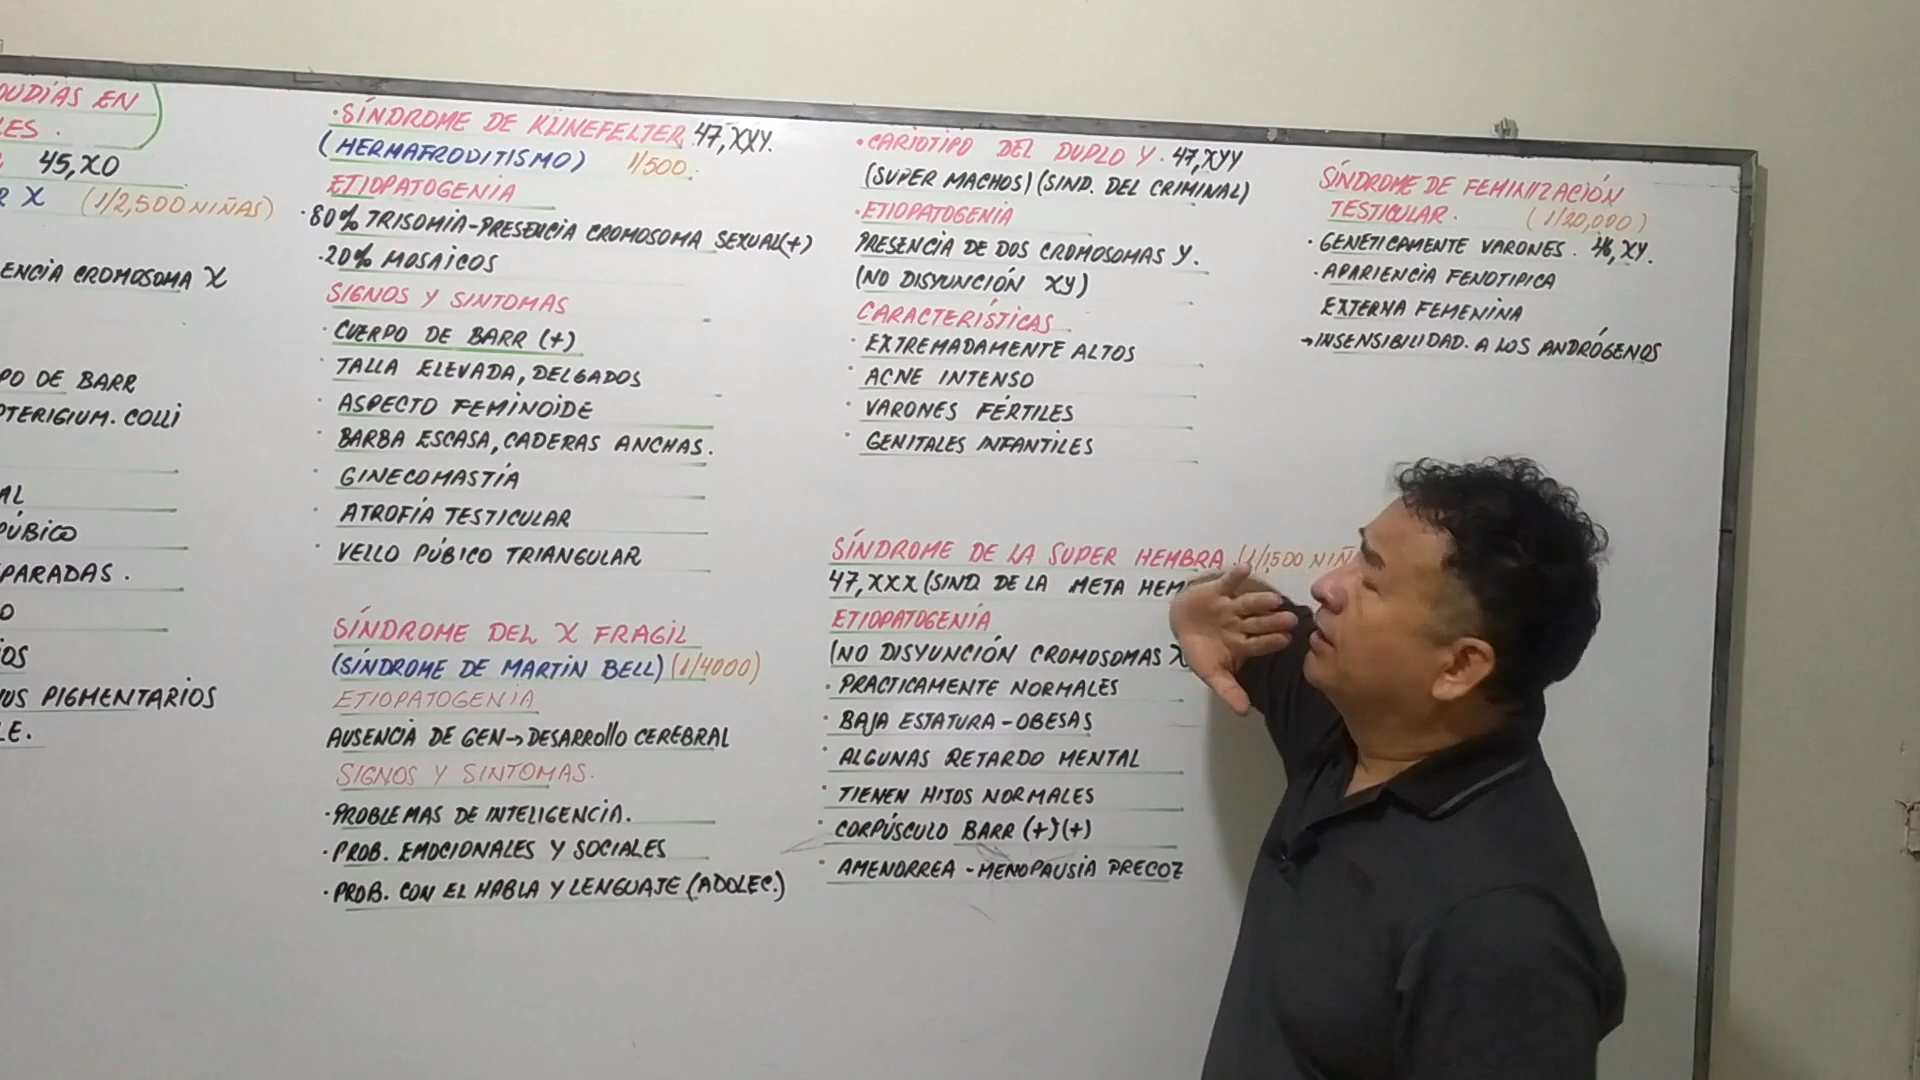 EN
45,XO
X (1/2,500 NIÑAS)
CROMOSOMA X
DE BARR
COLLI
PÚBICO
PIGMENTARIOS
·SÍNDROME DE KLINEFELTER 47,XXY.
(HERMAFRODITISMO) 1/500.
ETIOPATOGENIA
·80% TRISOMIA-PRESENCIA CROMOSOMA SEXUAL(+)
·20% MOSAICOS
SIGNOS Y SINTOMAS
· CUERPO DE BARR (+)
· TALLA ELEVADA, DELGADOS
· ASPECTO FEMINOIDE
· BARBA ESCASA, CADERAS ANCHAS.
· GINECOMASTÍA
· ATROFÍA TESTICULAR
· VELLO PÚBICO TRIANGULAR
SÍNDROME DEL X FRAGIL
(SÍNDROME DE MARTIN BELL) (1/4000)
ETIOPATOGENIA
AUSENCIA DE GEN→DESARROLLO CEREBRAL
SIGNOS Y SINTOMAS.
·PROBLEMAS DE INTELIGENCIA.
·PROB. EMOCIONALES Y SOCIALES
·PROB. CON EL HABLA Y LENGUAJE (ADOLEC.)
·CARIOTIPO DEL DUPLO Y. 47,XYY
(SUPER MACHOS) (SIND. DEL CRIMINAL)
·ETIOPATOGENIA
PRESENCIA DE DOS CROMOSOMAS Y.
(NO DISYUNCIÓN XY)
CARACTERÍSTICAS
· EXTREMADAMENTE ALTOS
· ACNE INTENSO
· VARONES FÉRTILES
· GENITALES INFANTILES
SÍNDROME DE LA SUPER HEMBRA (1/1500
47,XXX (SIND. DE LA META
ETIOPATOGENÍA
(NO DISYUNCIÓN CROMOSOMAS X
· PRACTICAMENTE NORMALES
· BAJA ESTATURA-OBESAS
· ALGUNAS RETARDO MENTAL
· TIENEN HIJOS NORMALES
· CORPÚSCULO BARR (+)(+)
· AMENORREA-MENOPAUSIA PRECOZ
SÍNDROME DE FEMINIZACIÓN
TESTICULAR. (1/20,000)
· GENETICAMENTE VARONES. 46,XY.
· APARIENCIA FENOTIPICA
EXTERNA FEMENINA
→INSENSIBILIDAD. A LOS ANDRÓGENOS